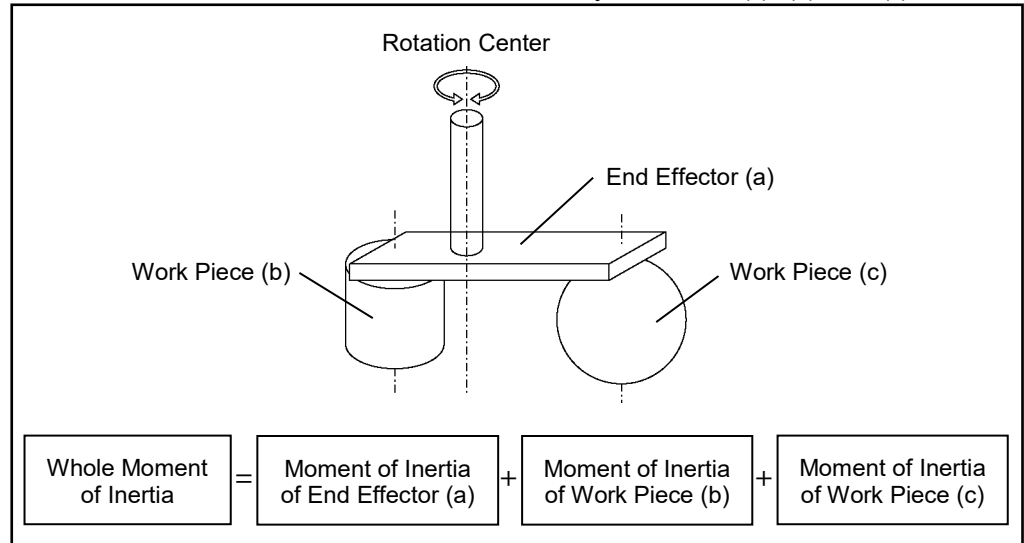 Rotation Center
End Effector (a)
Work Piece (b)
Work Piece (c)
Whole Moment
of Inertia
=
Moment of Inertia
of End Effector (a)
+
Moment of Inertia
of Work Piece (b)
+
Moment of Inertia
of Work Piece (c)